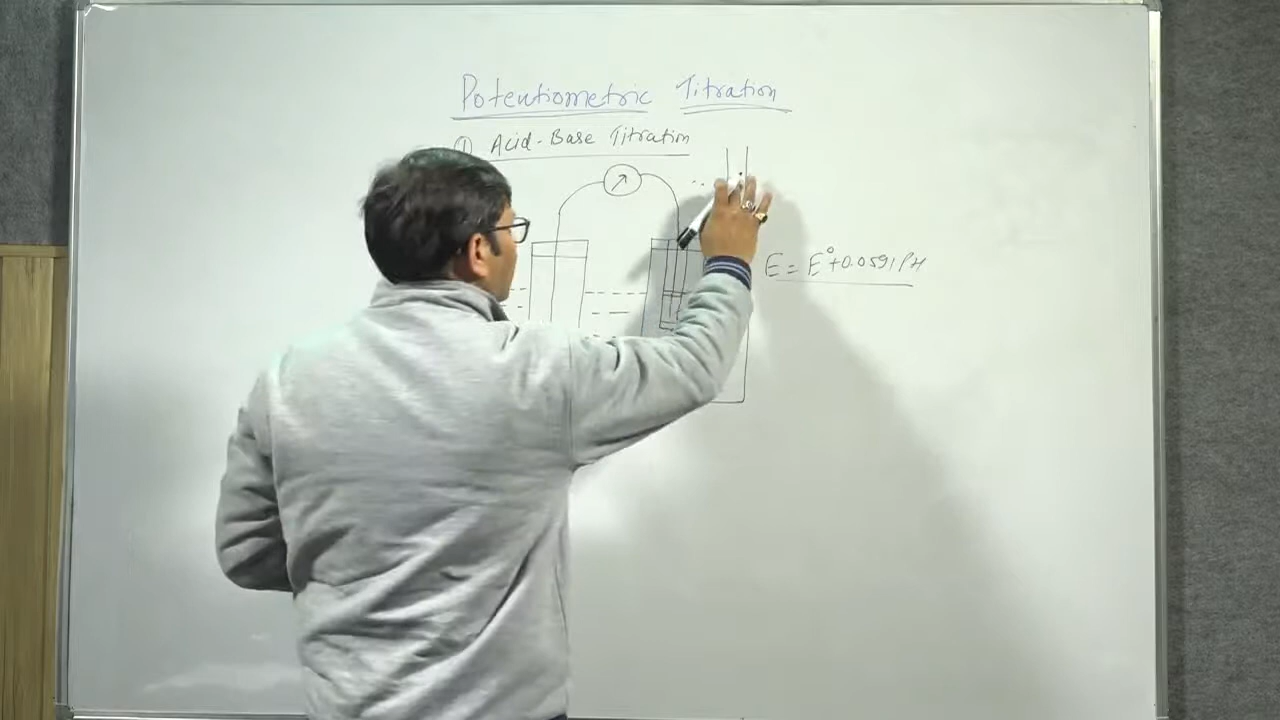 Potentiometric Titration
① Acid-Base Titration
E = E° + 0.0591 PH